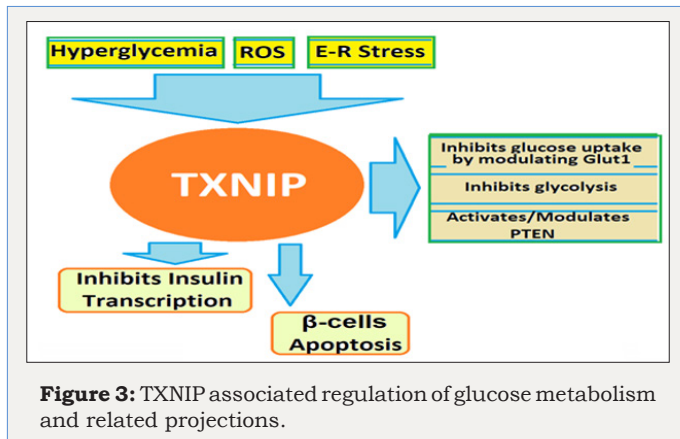 Hyperglycemia ROS E-R Stress
TXNIP
Inhibits glucose uptake
by modulating Glut1
Inhibits glycolysis
Activates/Modulates
PTEN
Inhibits Insulin
Transcription
β-cells
Apoptosis
Figure 3: TXNIP associated regulation of glucose metabolism
and related projections.